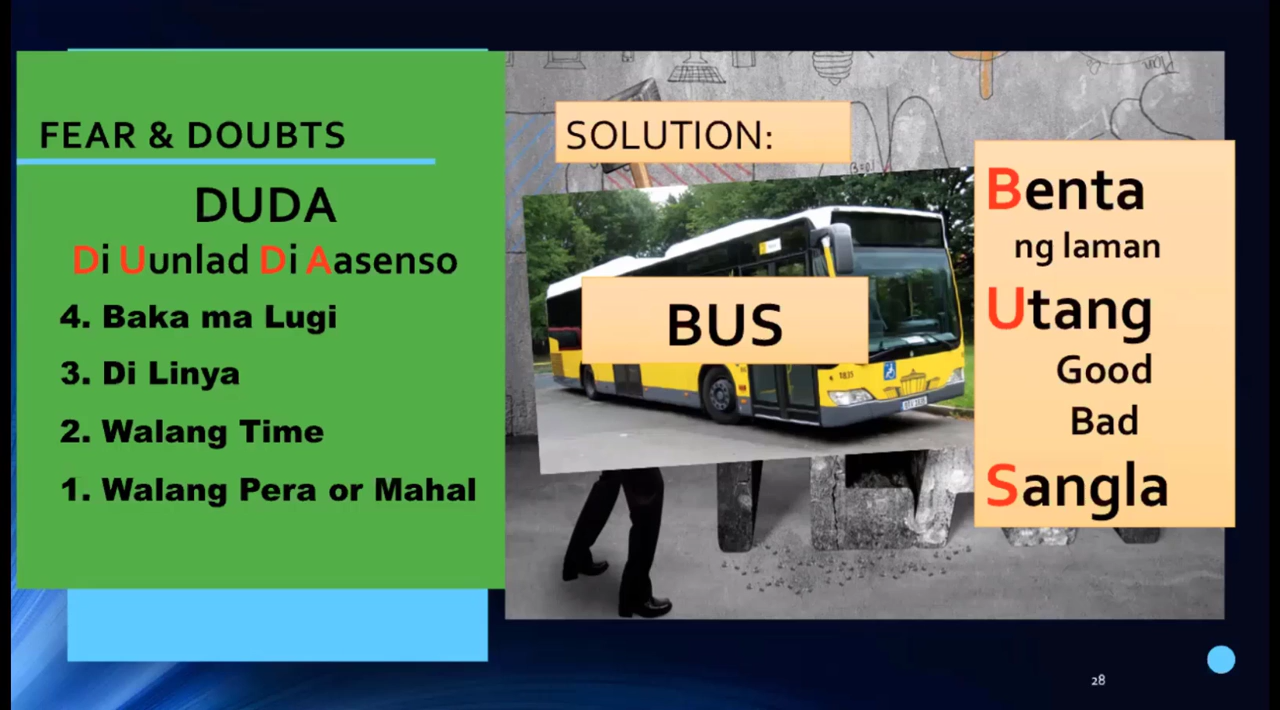 FEAR & DOUBTS
DUDA
Di Uunlad Di Aasenso
4. Baka ma Lugi
3. Di Linya
2. Walang Time
1. Walang Pera or Mahal
SOLUTION:
BUS
Benta
ng laman
Utang
Good
Bad
Sangla
28